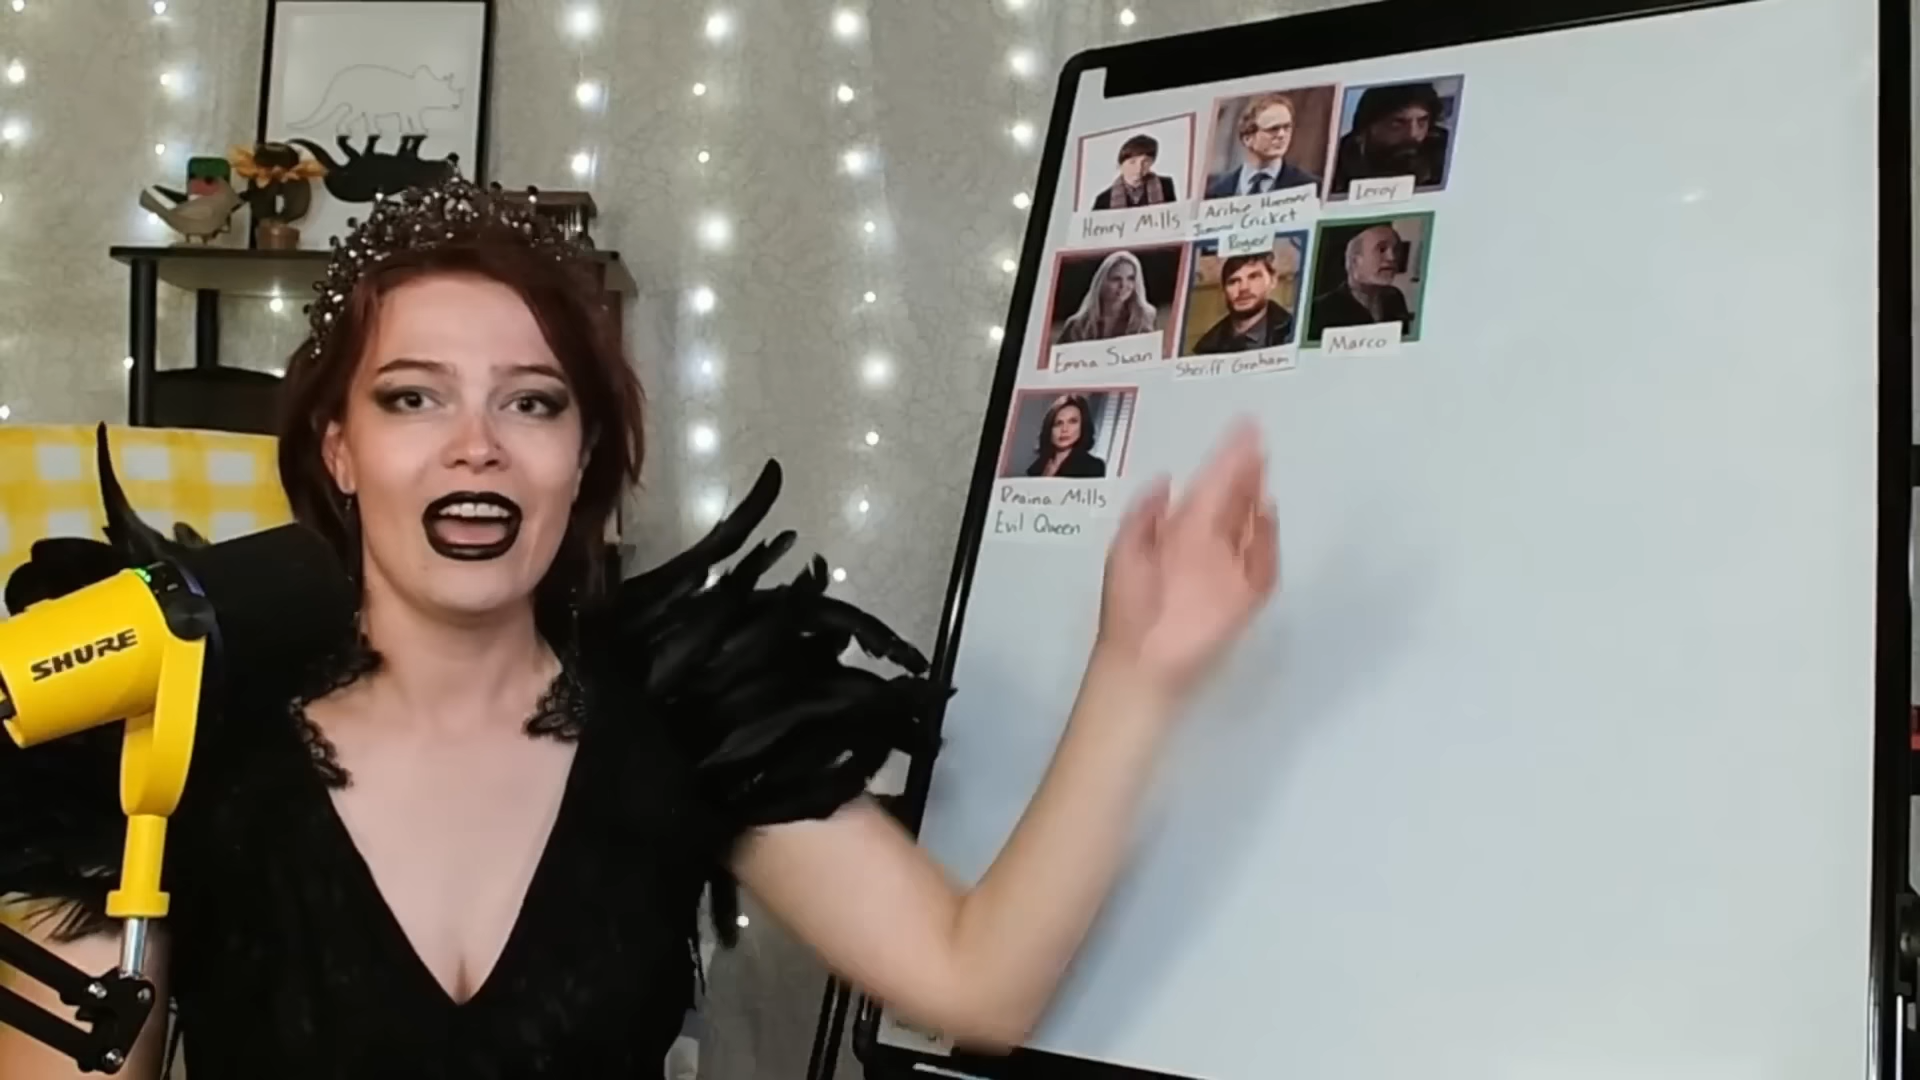 Henry Mills
Archie Hopper
Jiminy Cricket
Leroy
Emma Swan
Roger
Sheriff Graham
Marco
Regina Mills
Evil Queen
SHURE